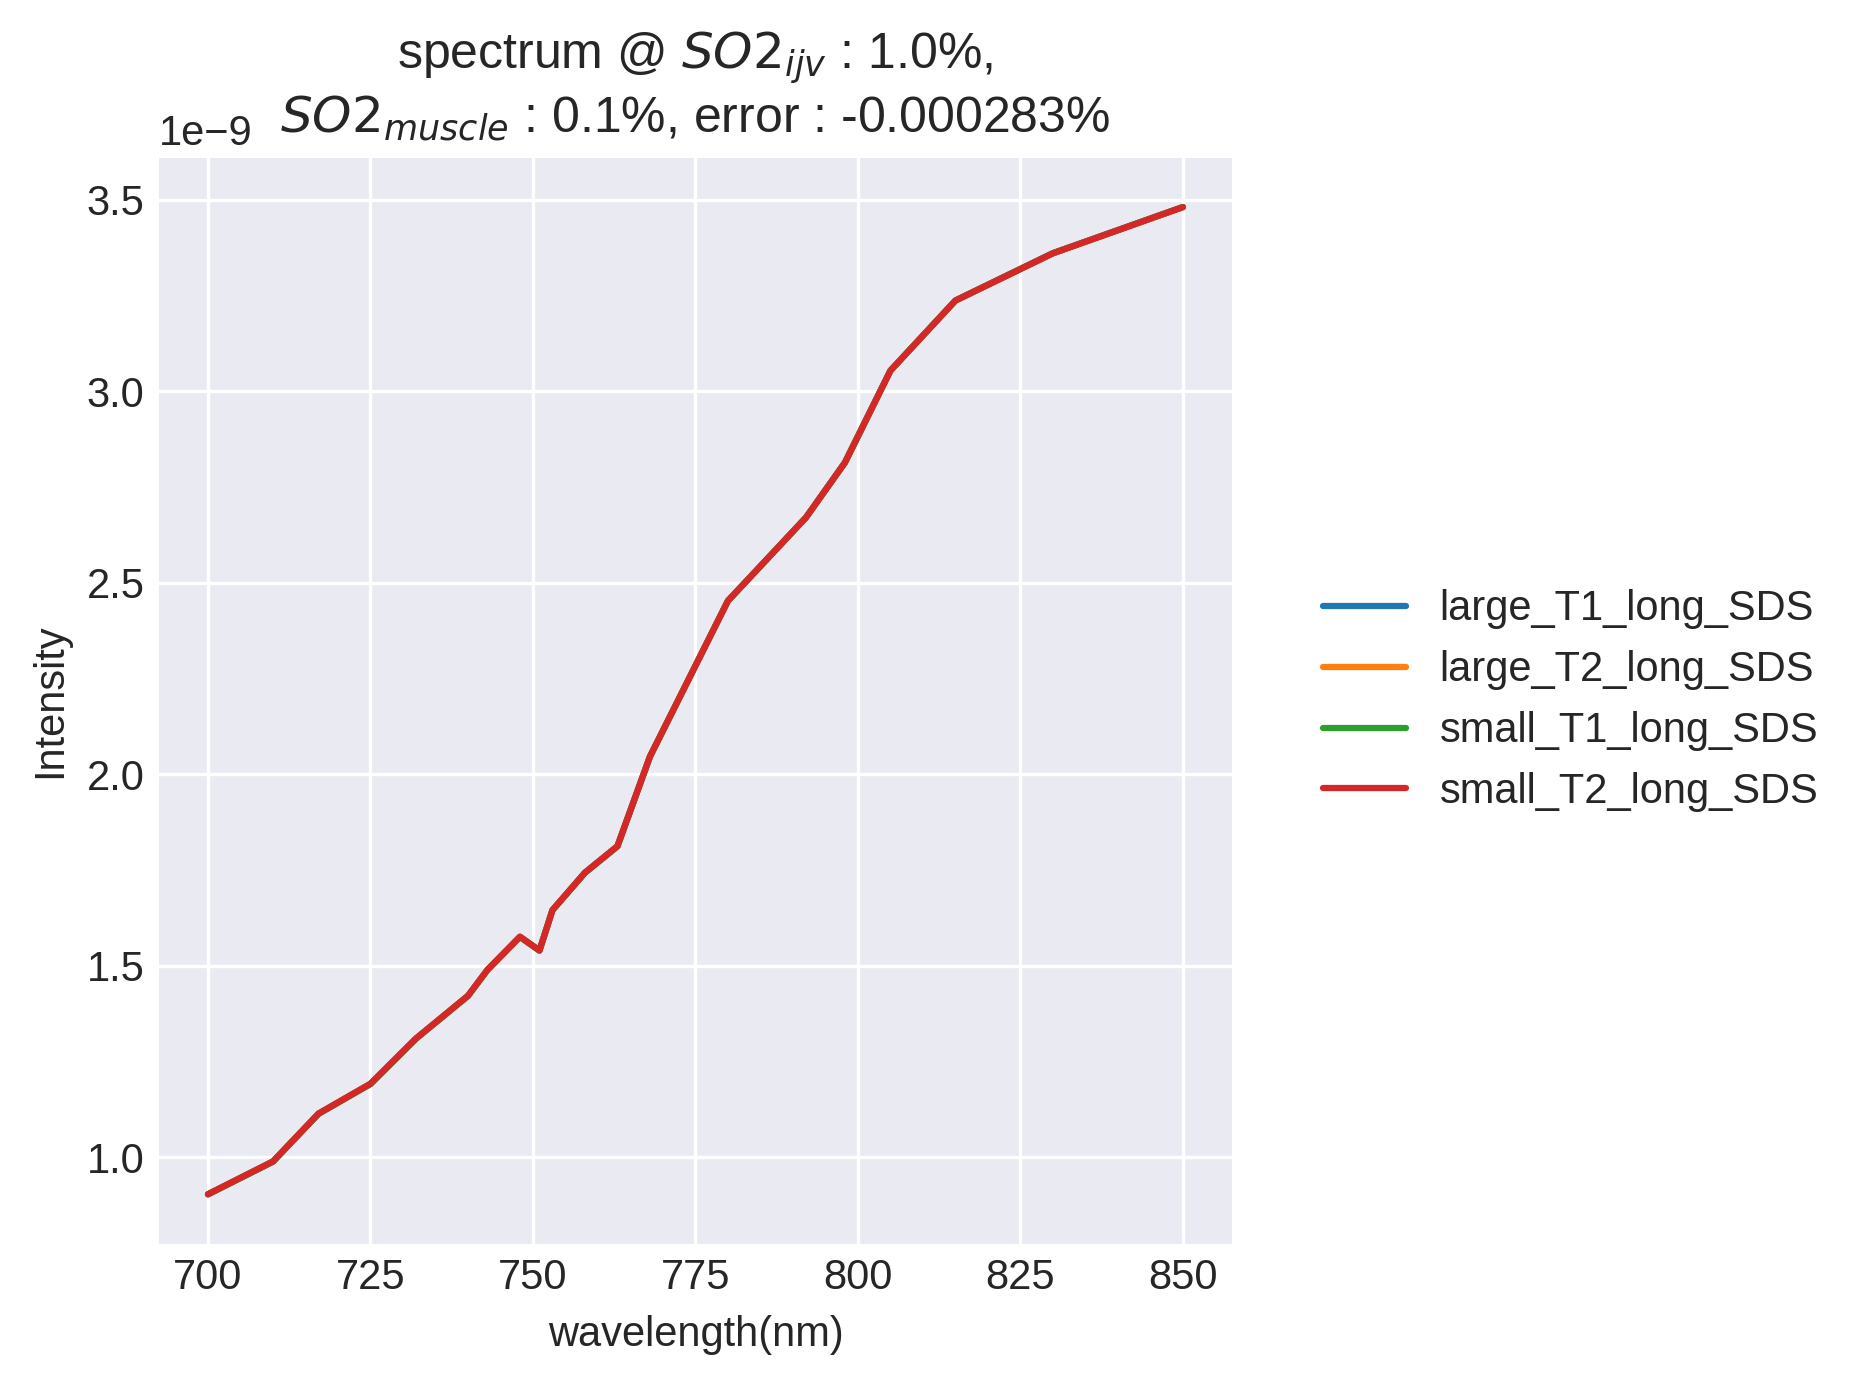 spectrum @ SO2ijv : 1.0%,
SO2muscle : 0.1%, error : -0.000283%
1e−9
3.5
3.0
2.5
2.0
1.5
1.0
Intensity
700 725 750 775 800 825 850
wavelength(nm)
large_T1_long_SDS
large_T2_long_SDS
small_T1_long_SDS
small_T2_long_SDS